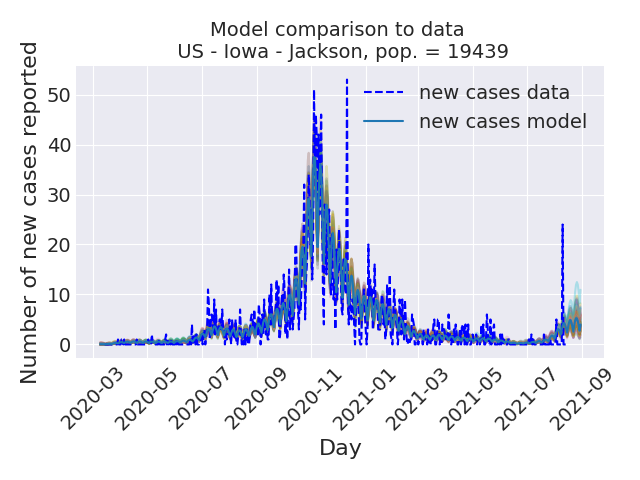 Model comparison to data
US - Iowa - Jackson, pop. = 19439
Number of new cases reported
50
40
30
20
10
0
new cases data
new cases model
2020-03
2020-05
2020-07
2020-09
2020-11
2021-01
2021-03
2021-05
2021-07
2021-09
Day